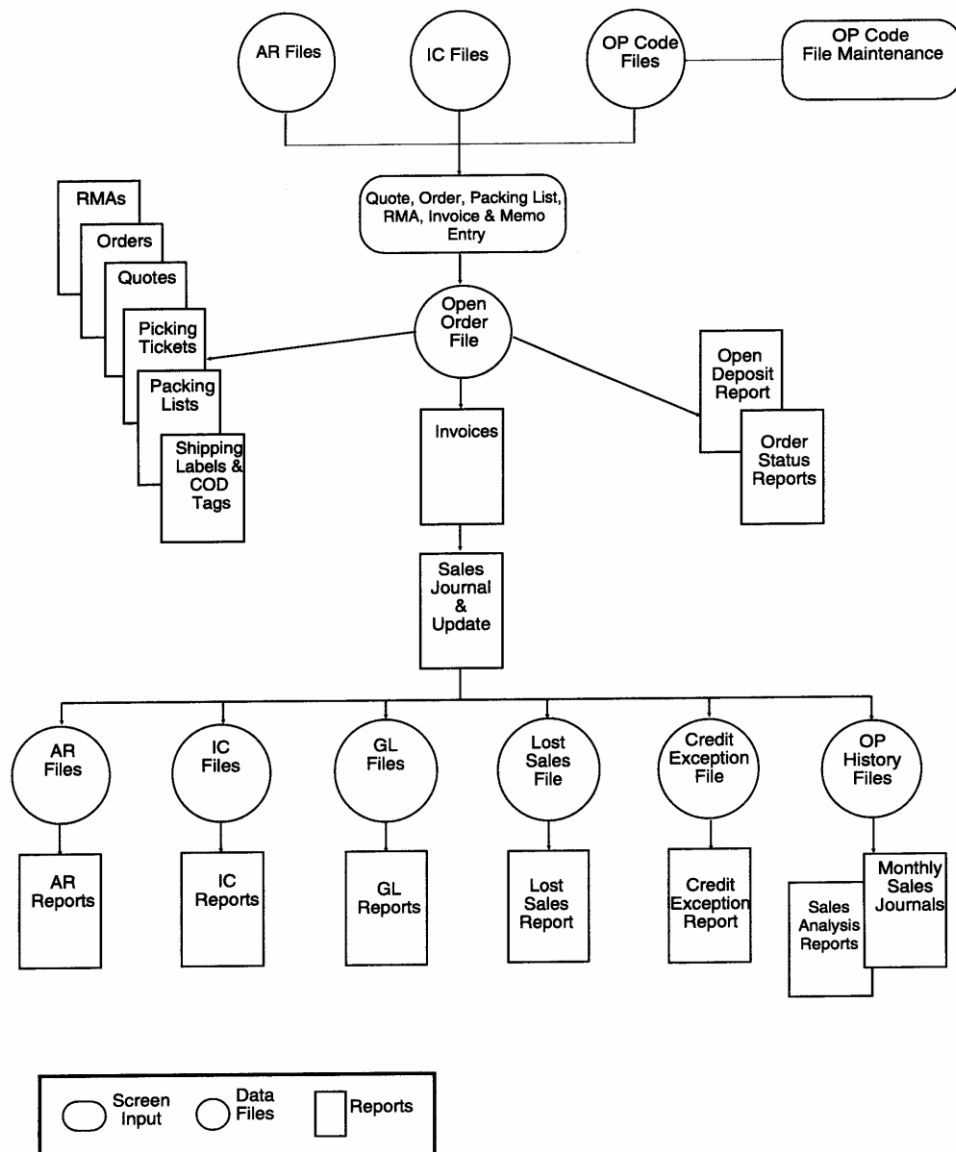 AR Files
IC Files
OP Code
Files
OP Code
File Maintenance
Quote, Order, Packing List,
RMA, Invoice & Memo
Entry
RMAs
Orders
Quotes
Picking
Tickets
Packing
Lists
Shipping
Labels &
COD
Tags
Open
Order
File
Open
Deposit
Report
Order
Status
Reports
Invoices
Sales
Journal
&
Update
AR
Files
IC
Files
GL
Files
Lost
Sales
File
Credit
Exception
File
OP
History
Files
AR
Reports
IC
Reports
GL
Reports
Lost
Sales
Report
Credit
Exception
Report
Sales
Analysis
Reports
Monthly
Sales
Journals
Screen
Input
Data
Files
Reports